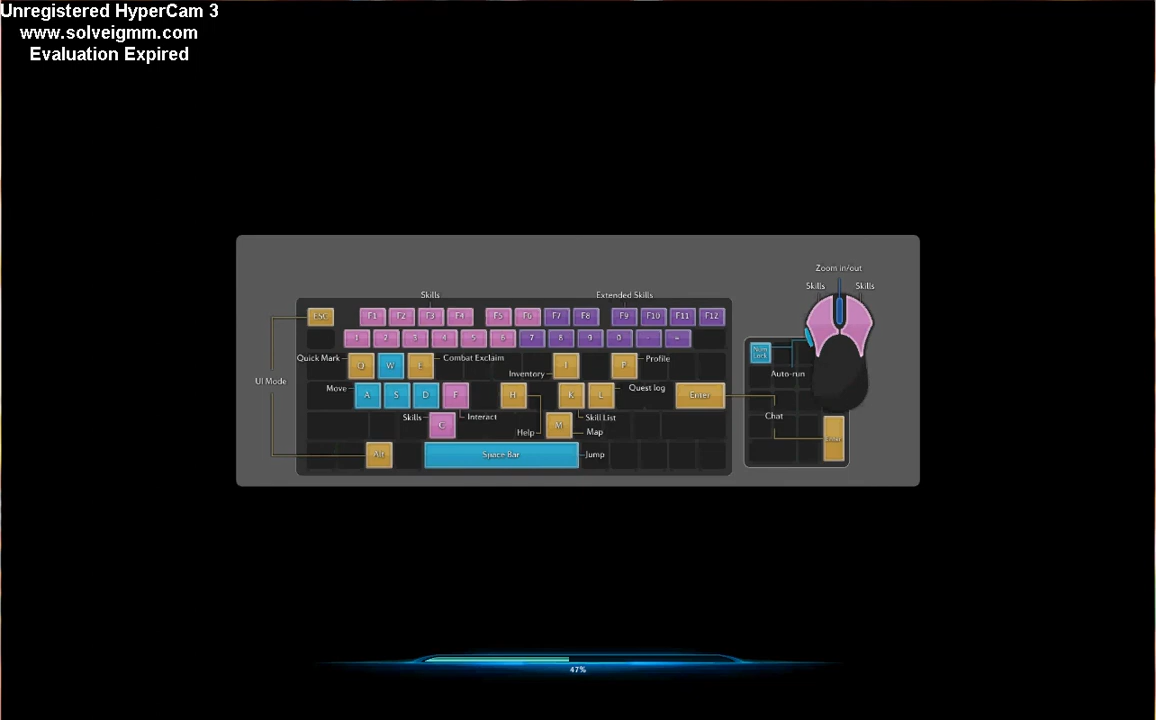 Unregistered HyperCam 3
www.solveigmm.com
Evaluation Expired
Zoom in/out
Skills Skills
Skills Extended Skills
ESC F1 F2 F3 F4 F5 F6 F7 F8 F9 F10 F11 F12
1 2 3 4 5 6 7 8 9 0 - =
Quick Mark Q W E Combat Exclaim Inventory I P Profile
Num Lock
Auto-run
UI Mode
Move A S D F H K L Quest log Enter
Skills C Interact Help M Skill List
Map
Chat
Enter
Alt Space Bar Jump
47%